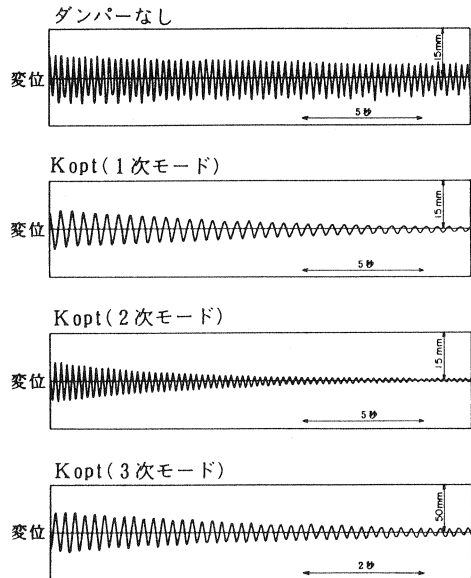 ダンパーなし
変位
15mm
5秒
Kopt(1次モード)
変位
15mm
5秒
Kopt(2次モード)
変位
15mm
5秒
Kopt(3次モード)
変位
50mm
2秒